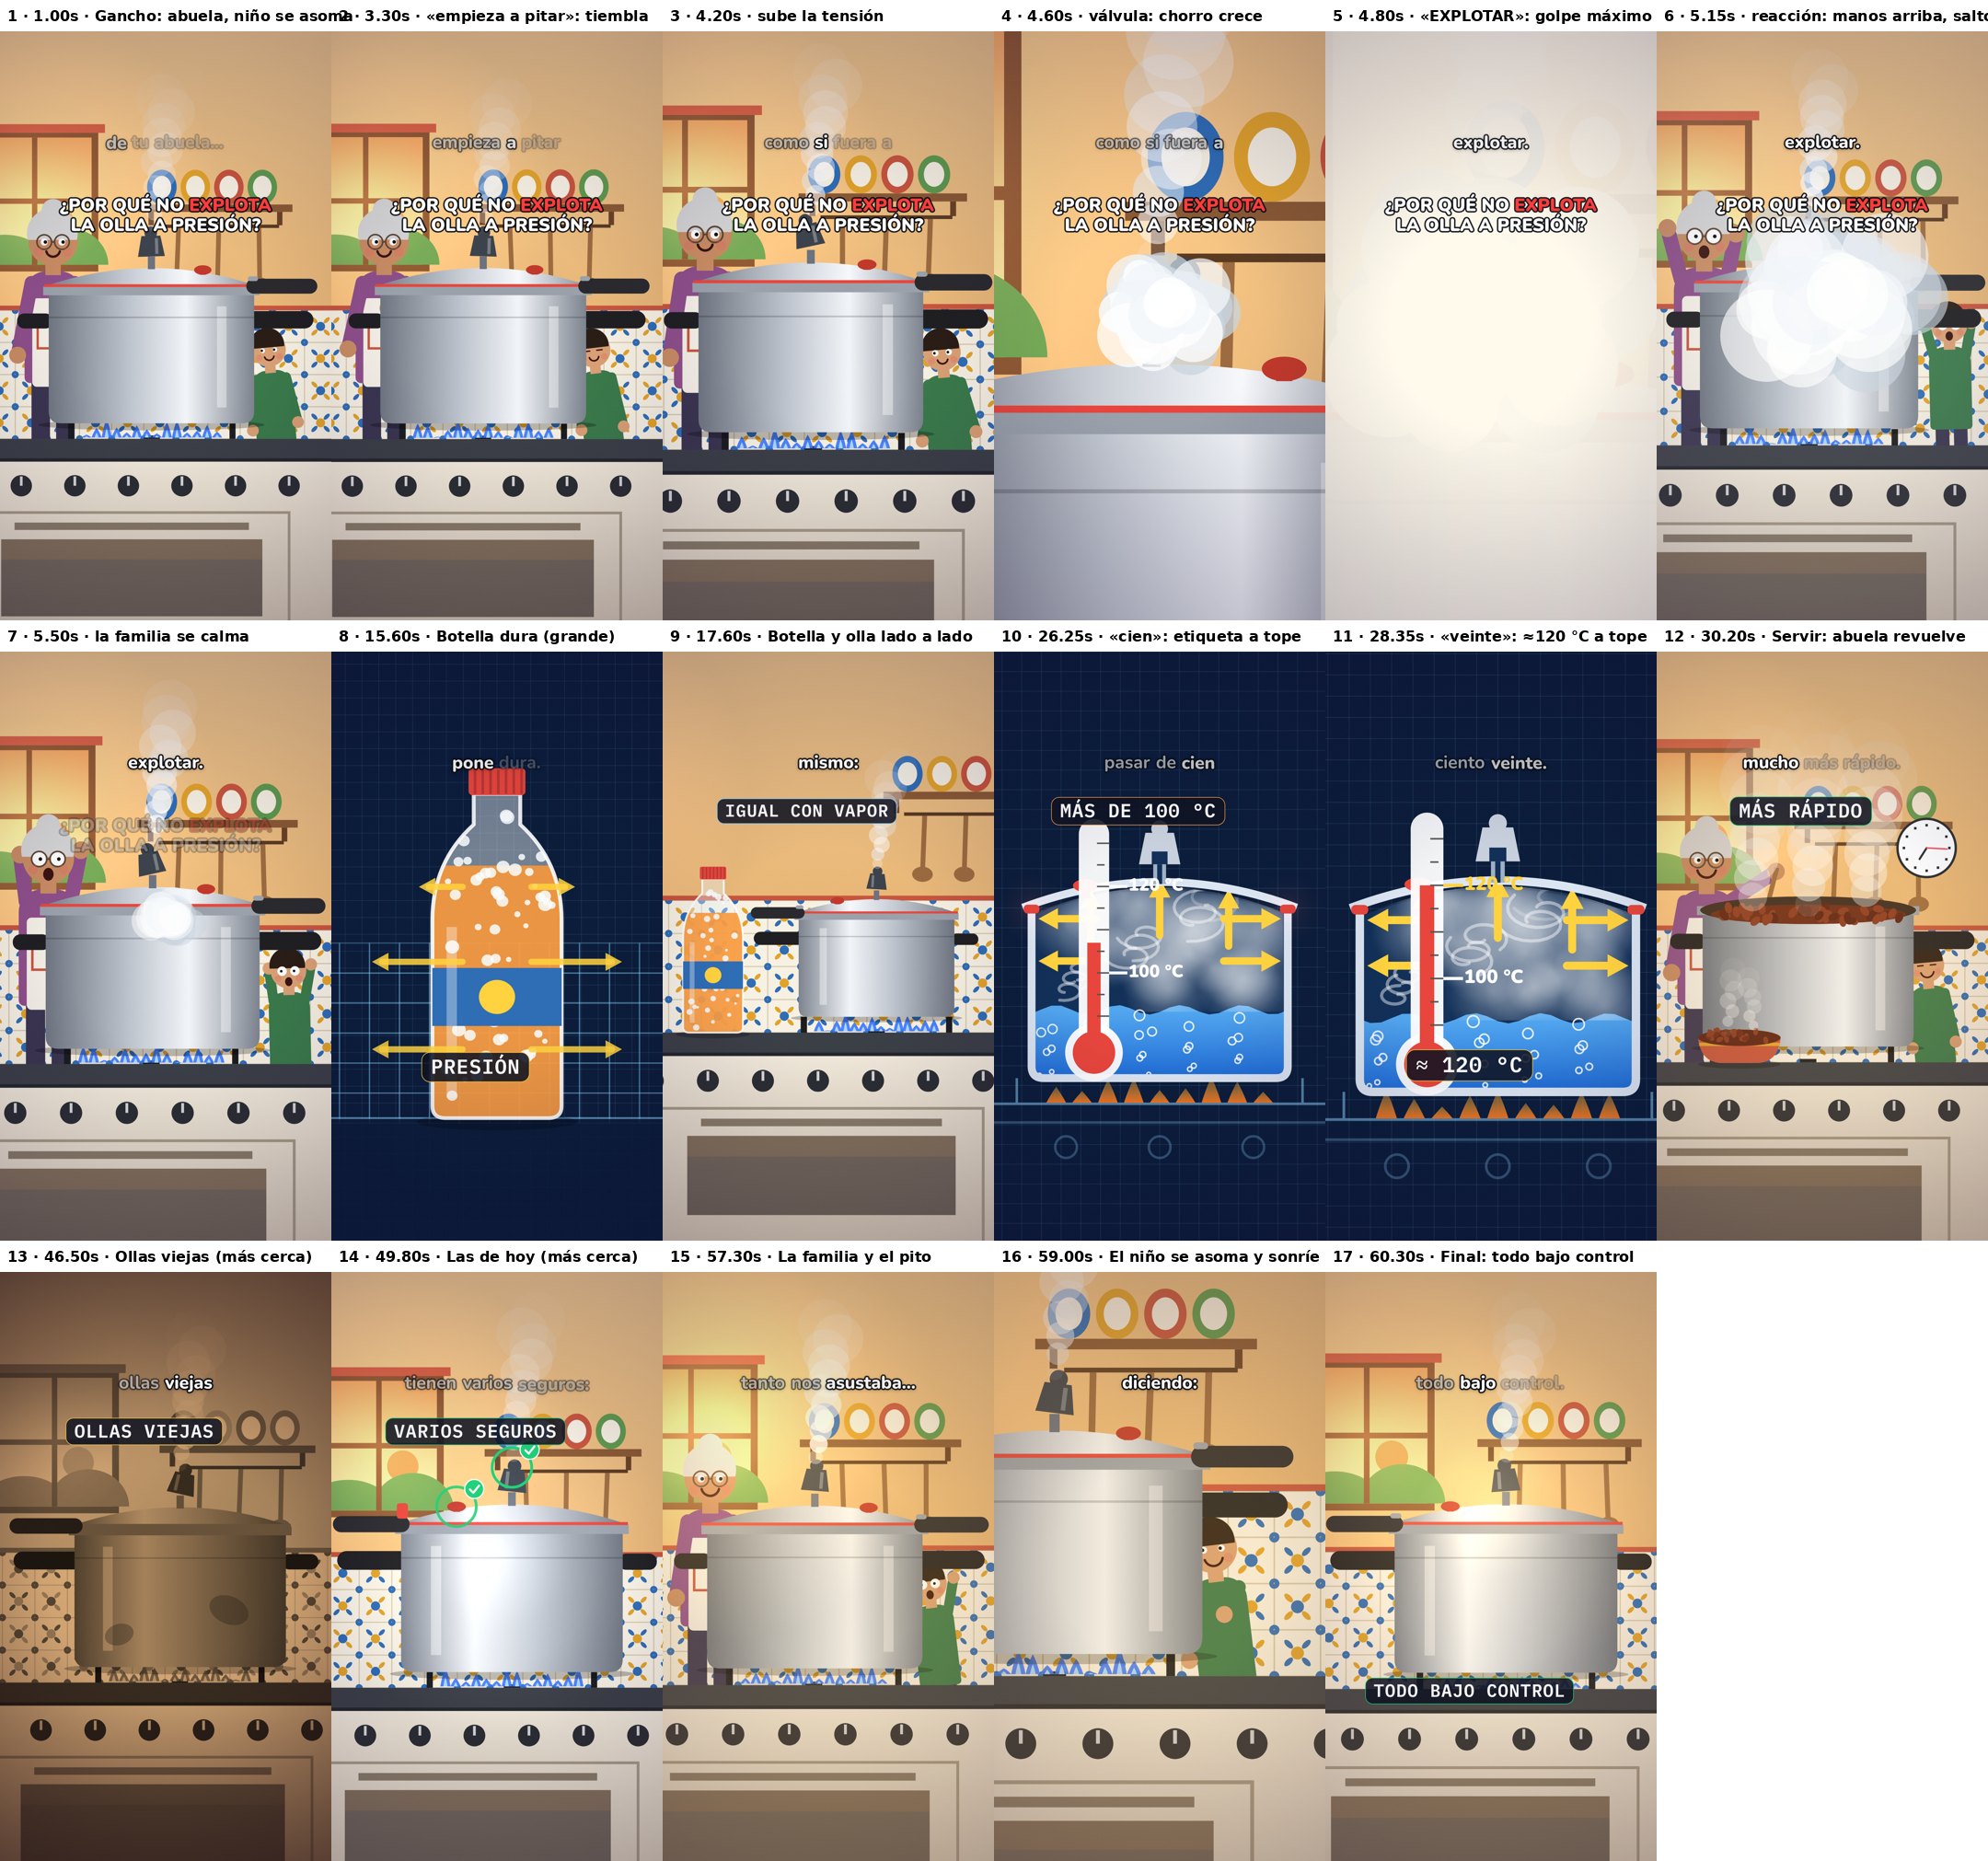 1 · 1.00s · Gancho: abuela, niño se asoma
2 · 3.30s · «empieza a pitar»: tiembla
3 · 4.20s · sube la tensión
4 · 4.60s · válvula: chorro crece
5 · 4.80s · «EXPLOTAR»: golpe máximo
6 · 5.15s · reacción: manos arriba, salto
de tu abuela...
¿POR QUÉ NO EXPLOTA
LA OLLA A PRESIÓN?
empieza a pitar
¿POR QUÉ NO EXPLOTA
LA OLLA A PRESIÓN?
como si fuera a
¿POR QUÉ NO EXPLOTA
LA OLLA A PRESIÓN?
como si fuera a
¿POR QUÉ NO EXPLOTA
LA OLLA A PRESIÓN?
explotar.
¿POR QUÉ NO EXPLOTA
LA OLLA A PRESIÓN?
explotar.
¿POR QUÉ NO EXPLOTA
LA OLLA A PRESIÓN?
7 · 5.50s · la familia se calma
8 · 15.60s · Botella dura (grande)
9 · 17.60s · Botella y olla lado a lado
10 · 26.25s · «cien»: etiqueta a tope
11 · 28.35s · «veinte»: ≈120 °C a tope
12 · 30.20s · Servir: abuela revuelve
explotar.
¿POR QUÉ NO EXPLOTA
LA OLLA A PRESIÓN?
pone dura.
PRESIÓN
mismo:
IGUAL CON VAPOR
pasar de cien
MÁS DE 100 °C
120 °C
100 °C
ciento veinte.
120 °C
100 °C
≈ 120 °C
mucho más rápido.
MÁS RÁPIDO
13 · 46.50s · Ollas viejas (más cerca)
14 · 49.80s · Las de hoy (más cerca)
15 · 57.30s · La familia y el pito
16 · 59.00s · El niño se asoma y sonríe
17 · 60.30s · Final: todo bajo control
ollas viejas
OLLAS VIEJAS
tienen varios seguros:
VARIOS SEGUROS
tanto nos asustaba...
diciendo:
todo bajo control.
TODO BAJO CONTROL